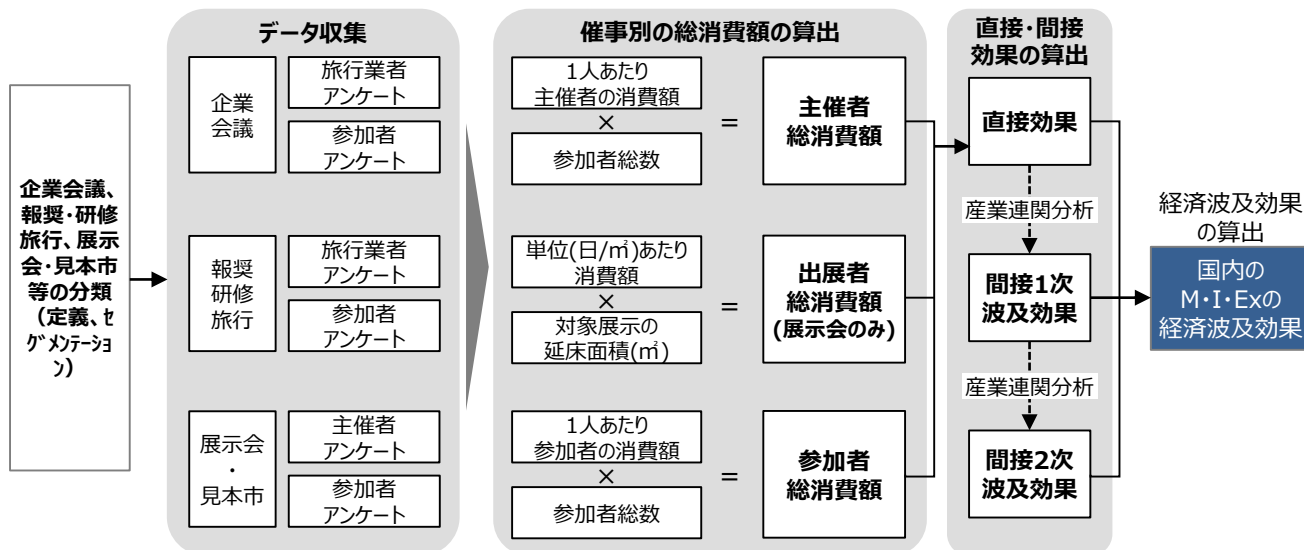 企業会議、
報奨･研修
旅行、展示
会･見本市
等の分類
（定義、ｾ
ｸﾞﾒﾝﾃｰｼｮ
ﾝ）
データ収集
企業
会議
旅行業者
アンケート
参加者
アンケート
報奨
研修
旅行
旅行業者
アンケート
参加者
アンケート
展示会
・
見本市
主催者
アンケート
参加者
アンケート
催事別の総消費額の算出
1人あたり
主催者の消費額
×
参加者総数
=
主催者
総消費額
単位(日/㎡)あたり
消費額
×
対象展示の
延床面積(㎡)
=
出展者
総消費額
(展示会のみ)
1人あたり
参加者の消費額
×
参加者総数
=
参加者
総消費額
直接･間接
効果の算出
直接効果
産業連関分析
間接1次
波及効果
産業連関分析
間接2次
波及効果
経済波及効果
の算出
国内の
M･I･Exの
経済波及効果